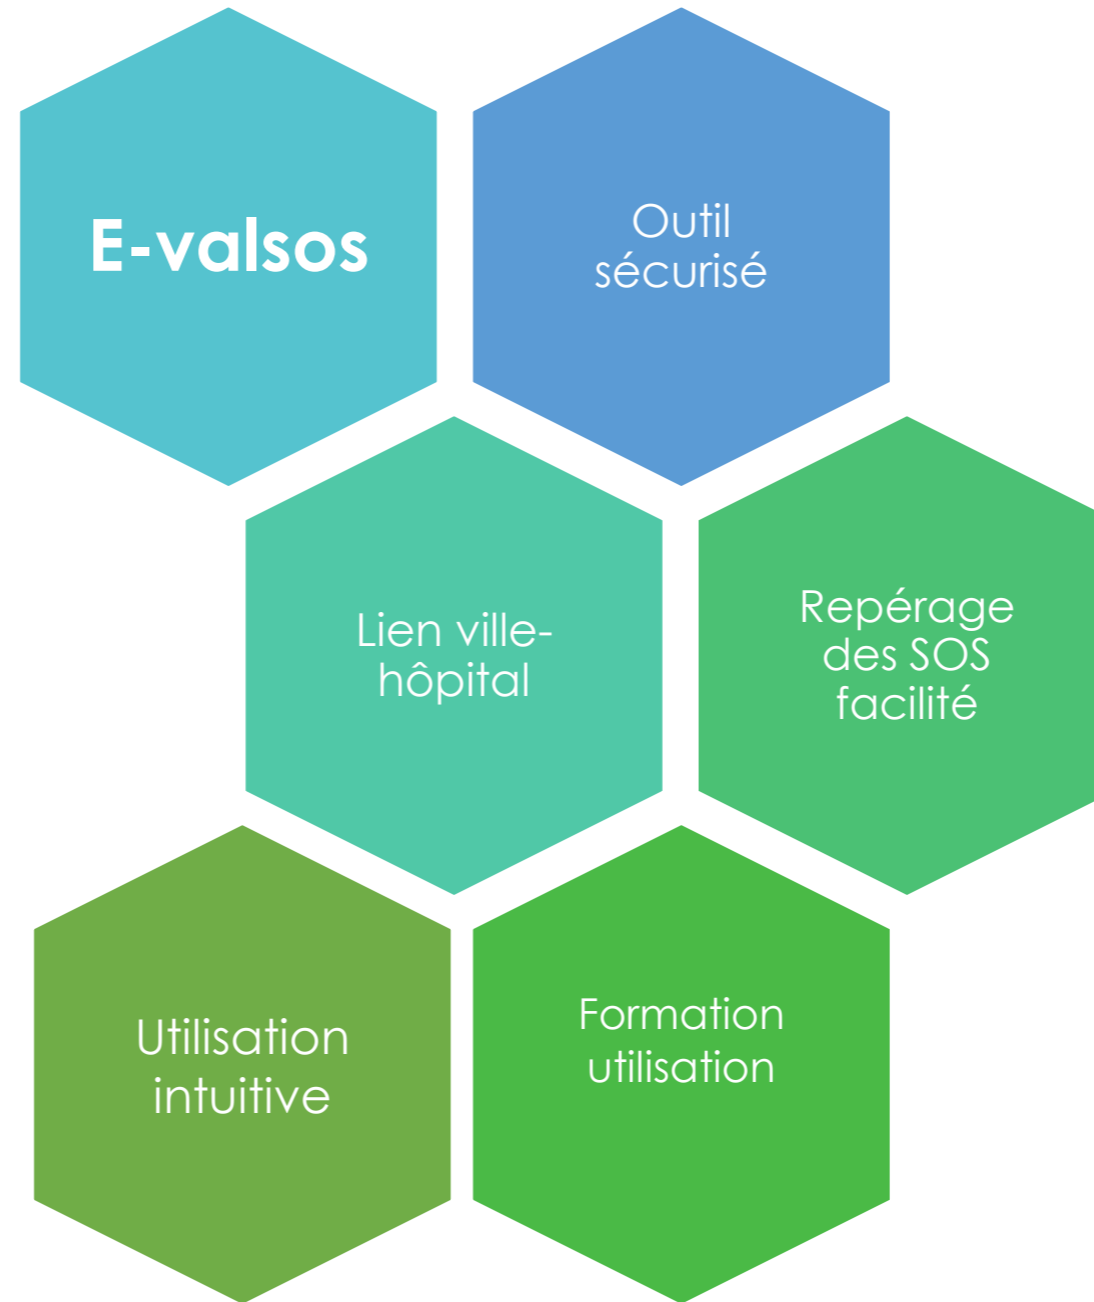 E-valsos
Outil
sécurisé
Lien ville-
hôpital
Repérage
des SOS
facilité
Utilisation
intuitive
Formation
utilisation